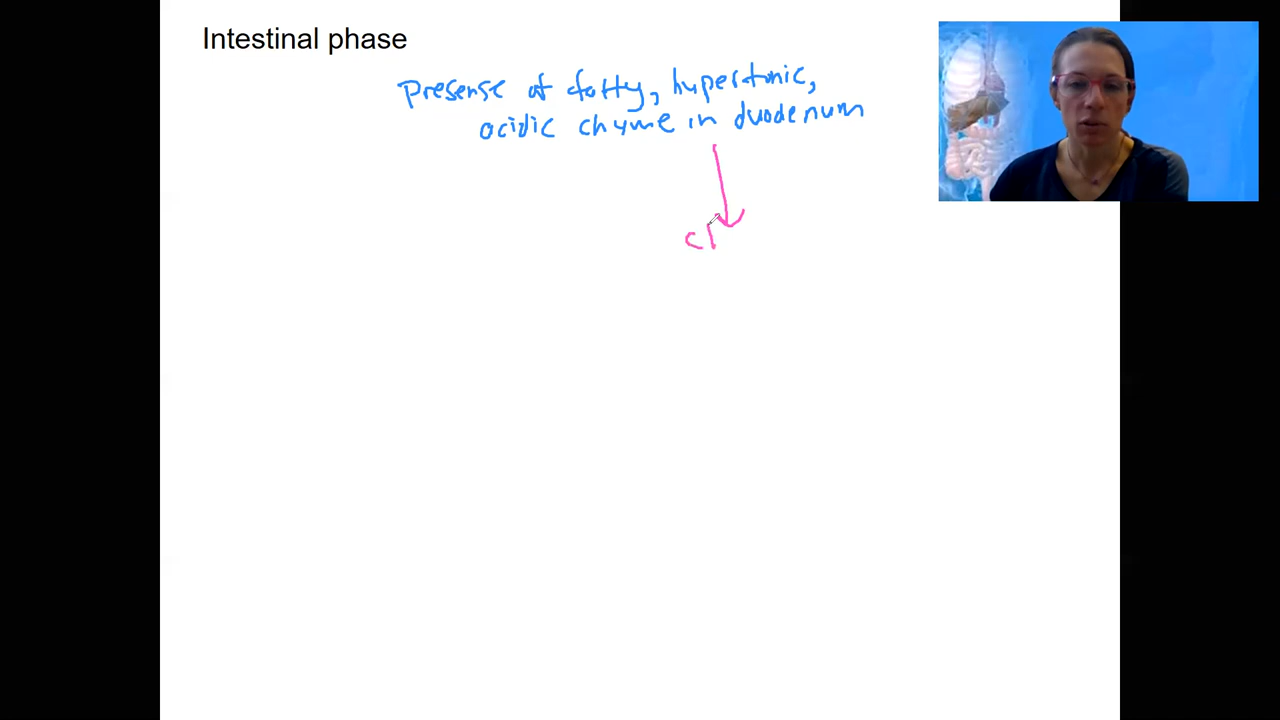 Intestinal phase
Presense of fatty, hypertonic,
acidic chyme in duodenum